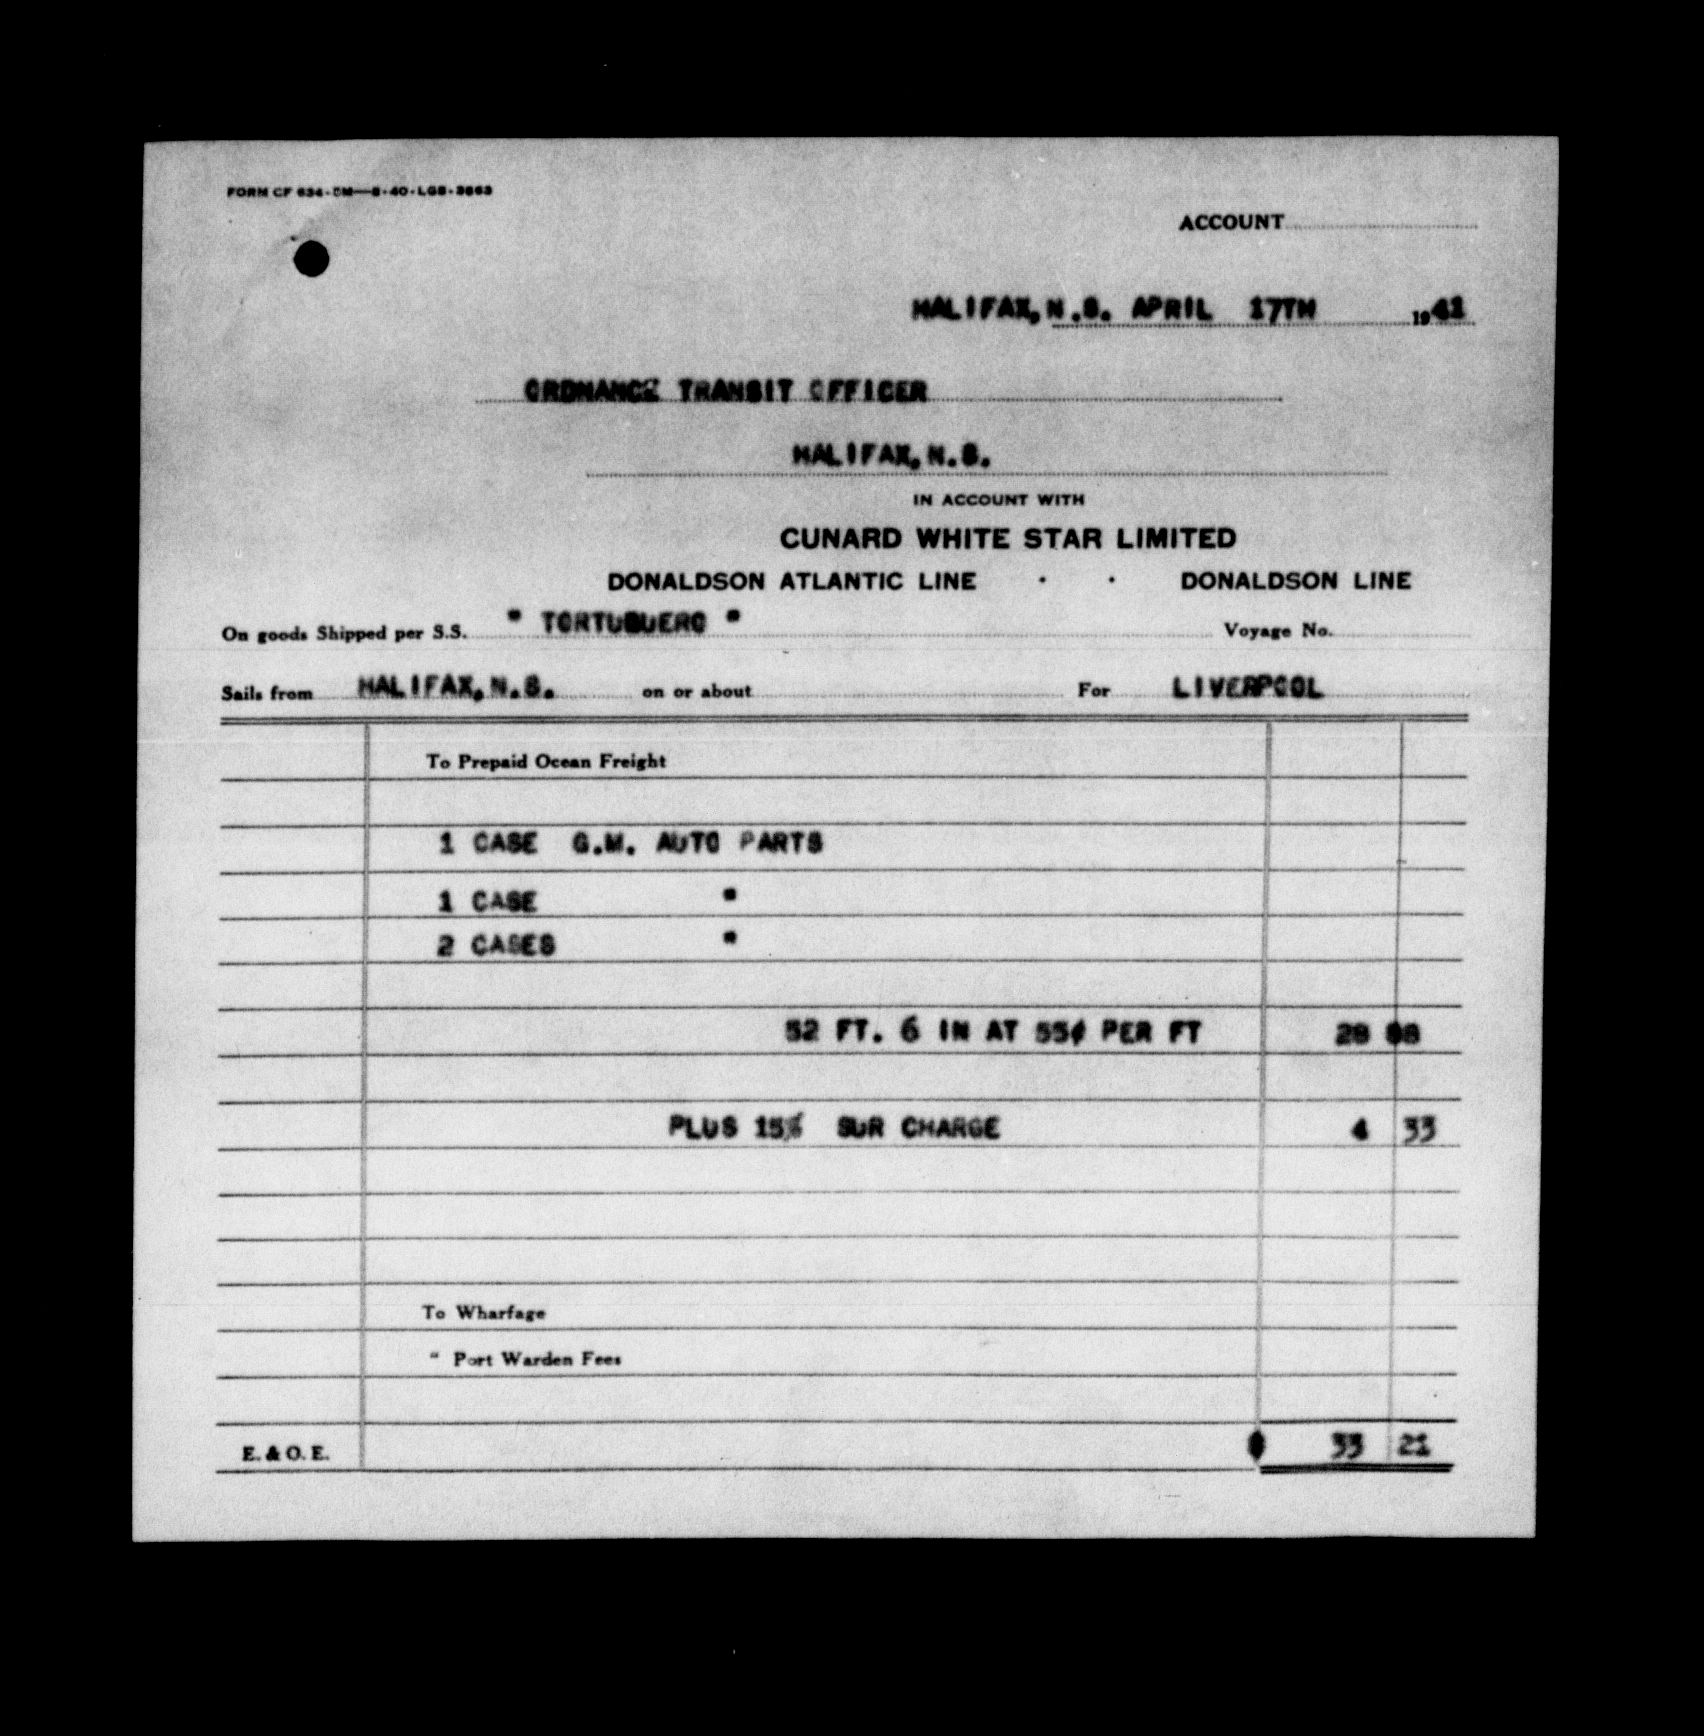 FORM CF 634-DM—8-40-LGB-3663
ACCOUNT
HALIFAX, N.S. APRIL 17TH 1941
ORDNANCE TRANSIT OFFICER
HALIFAX, N.S.
IN ACCOUNT WITH
CUNARD WHITE STAR LIMITED
DONALDSON ATLANTIC LINE · · DONALDSON LINE
On goods Shipped per S.S. " TORTUGUERO " Voyage No.
Sails from HALIFAX, N.S. on or about For LIVERPOOL
To Prepaid Ocean Freight
1 CASE G.M. AUTO PARTS
1 CASE "
2 CASES "
52 FT. 6 IN AT 55¢ PER FT 28 88
PLUS 15% SUR CHARGE 4 33
To Wharfage
" Port Warden Fees
E. & O. E. $ 33 21